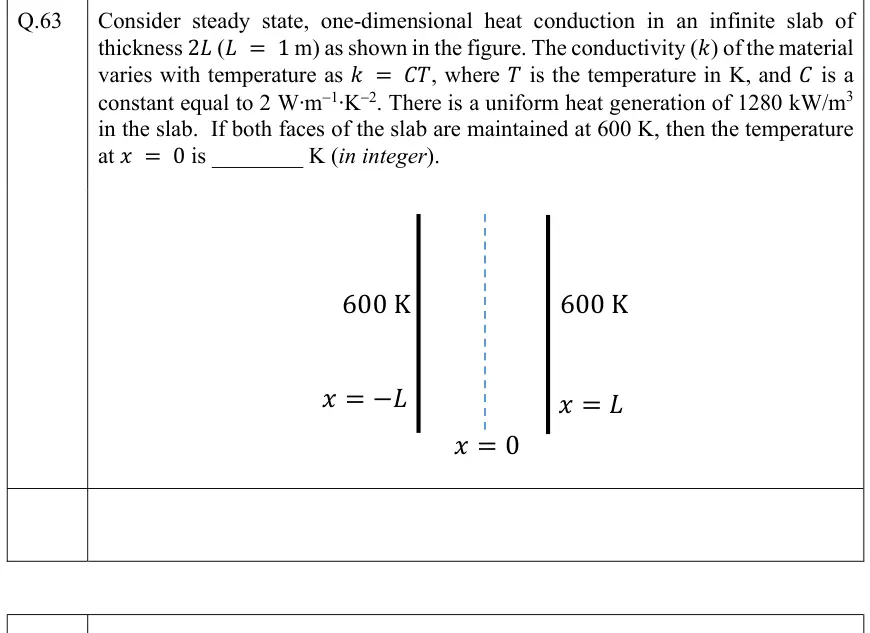 Q.63 Consider steady state, one-dimensional heat conduction in an infinite slab of
thickness 2𝐿 (𝐿 = 1 m) as shown in the figure. The conductivity (𝑘) of the material
varies with temperature as 𝑘 = 𝐶𝑇, where 𝑇 is the temperature in K, and 𝐶 is a
constant equal to 2 W·m⁻¹·K⁻². There is a uniform heat generation of 1280 kW/m³
in the slab. If both faces of the slab are maintained at 600 K, then the temperature
at 𝑥 = 0 is ________ K (in integer).
600 K 600 K
𝑥 = −𝐿 𝑥 = 𝐿
𝑥 = 0